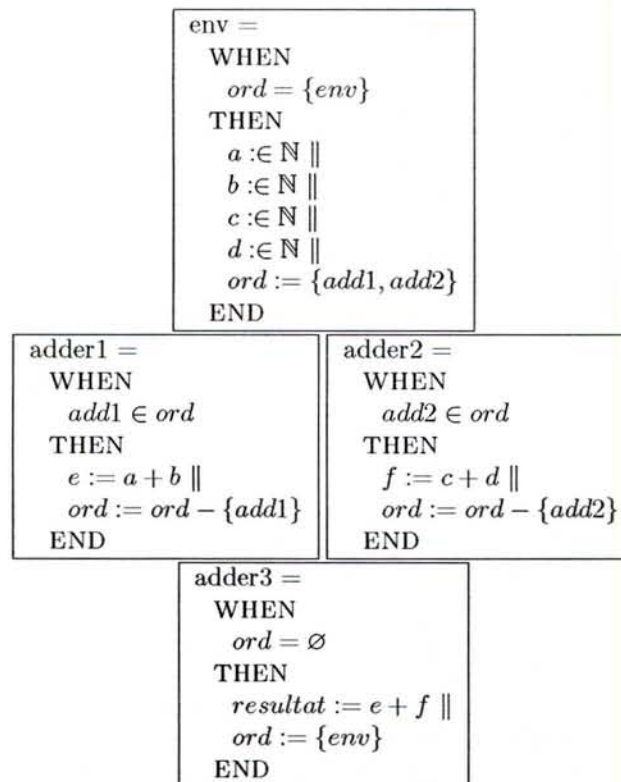 env =
WHEN
ord = {env}
THEN
a :∈ ℕ ||
b :∈ ℕ ||
c :∈ ℕ ||
d :∈ ℕ ||
ord := {add1, add2}
END
adder1 =
WHEN
add1 ∈ ord
THEN
e := a + b ||
ord := ord − {add1}
END
adder2 =
WHEN
add2 ∈ ord
THEN
f := c + d ||
ord := ord − {add2}
END
adder3 =
WHEN
ord = ∅
THEN
resultat := e + f ||
ord := {env}
END